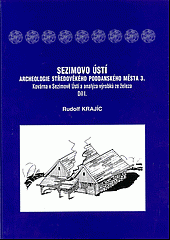 SEZIMOVO ÚSTÍ
ARCHEOLOGIE STŘEDOVĚKÉHO PODDANSKÉHO MĚSTA 3.
Kovárna v Sezimově Ústí a analýza výrobků ze železa
Díl I.
Rudolf KRAJÍC